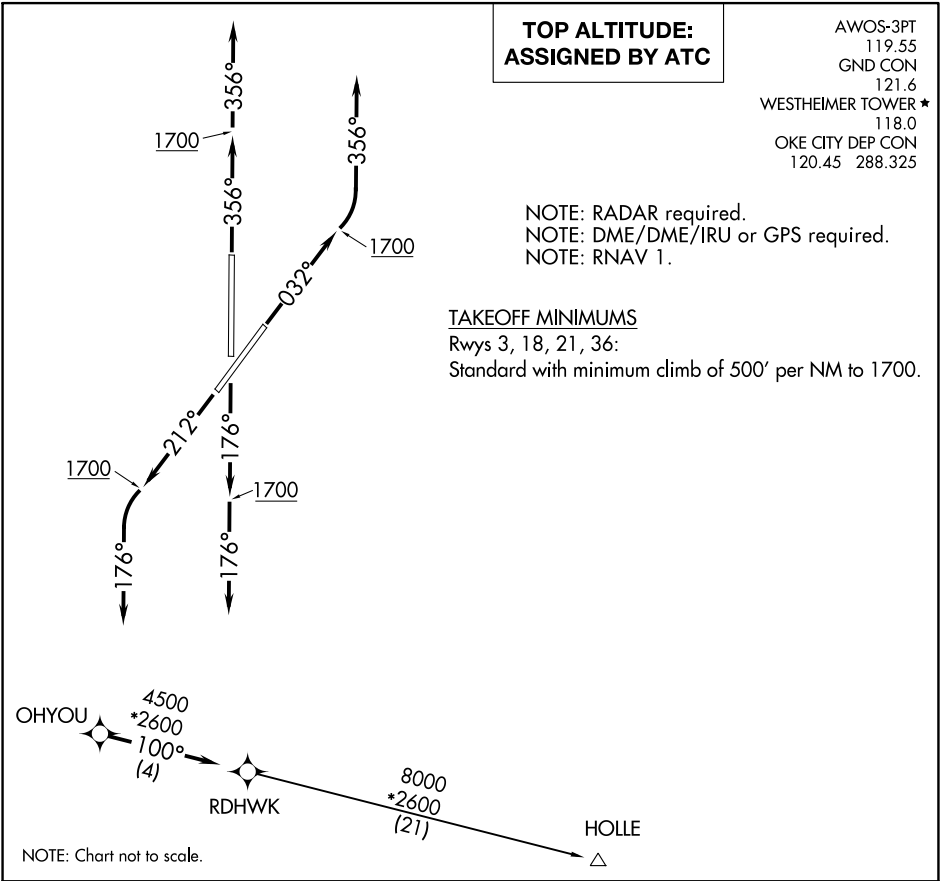 TOP ALTITUDE:
ASSIGNED BY ATC
AWOS-3PT
119.55
GND CON
121.6
WESTHEIMER TOWER ★
118.0
OKE CITY DEP CON
120.45 288.325
NOTE: RADAR required.
NOTE: DME/DME/IRU or GPS required.
NOTE: RNAV 1.
TAKEOFF MINIMUMS
Rwys 3, 18, 21, 36:
Standard with minimum climb of 500' per NM to 1700.
356°
1700
356°
356°
1700
032°
212°
1700
176°
176°
1700
176°
OHYOU
4500
*2600
100°
(4)
RDHWK
8000
*2600
(21)
HOLLE
NOTE: Chart not to scale.